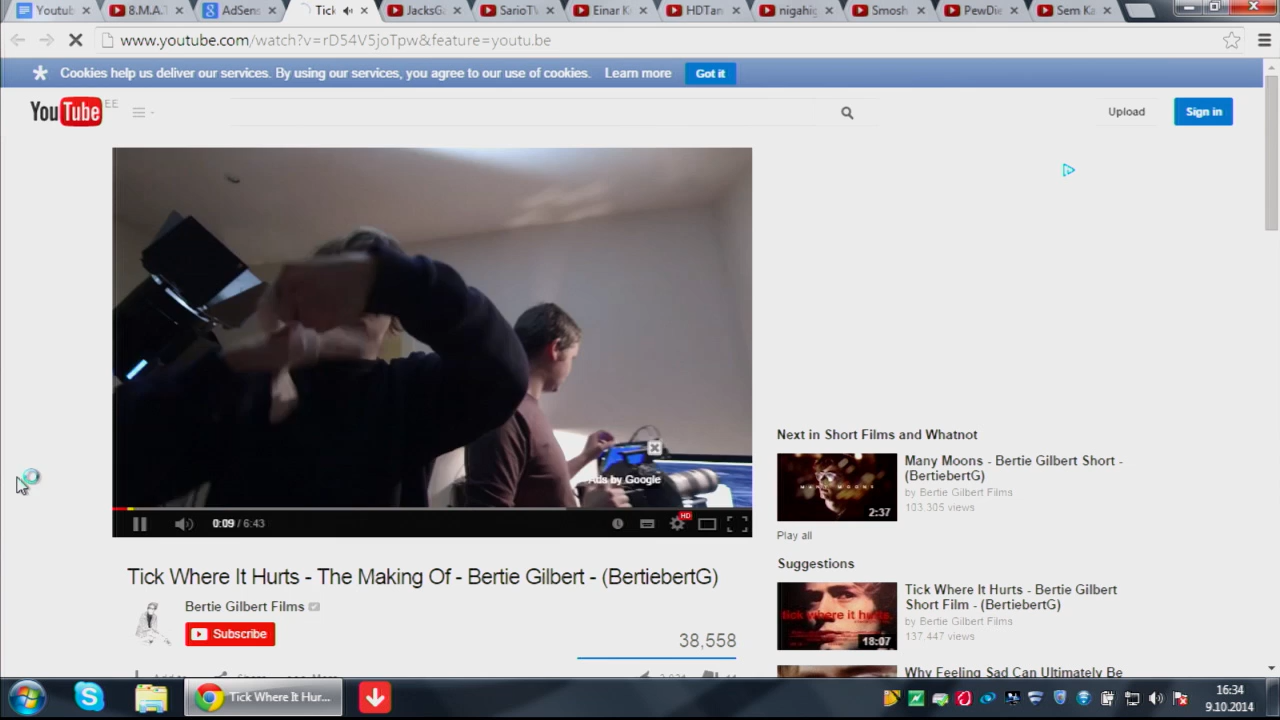 Youtub
8.M.A.
AdSens
Tick
JacksGa
SarioTV
Einar K
HDTan
nigahig
Smosh
PewDie
Sem Ka
www.youtube.com/watch?v=rD54V5joTpw&feature=youtu.be
Cookies help us deliver our services. By using our services, you agree to our use of cookies. Learn more Got it
YouTube EE
Upload Sign in
Ads by Google
0:09 / 6:43
HD
Tick Where It Hurts - The Making Of - Bertie Gilbert - (BertiebertG)
Bertie Gilbert Films
Subscribe
38,558
Next in Short Films and Whatnot
MANY MOONS
2:37
Many Moons - Bertie Gilbert Short -
(BertiebertG)
by Bertie Gilbert Films
103,305 views
Play all
Suggestions
tick where it hurts.
18:07
Tick Where It Hurts - Bertie Gilbert
Short Film - (BertiebertG)
by Bertie Gilbert Films
137,447 views
Why Feeling Sad Can Ultimately Be
Tick Where It Hur...
16:34
9.10.2014